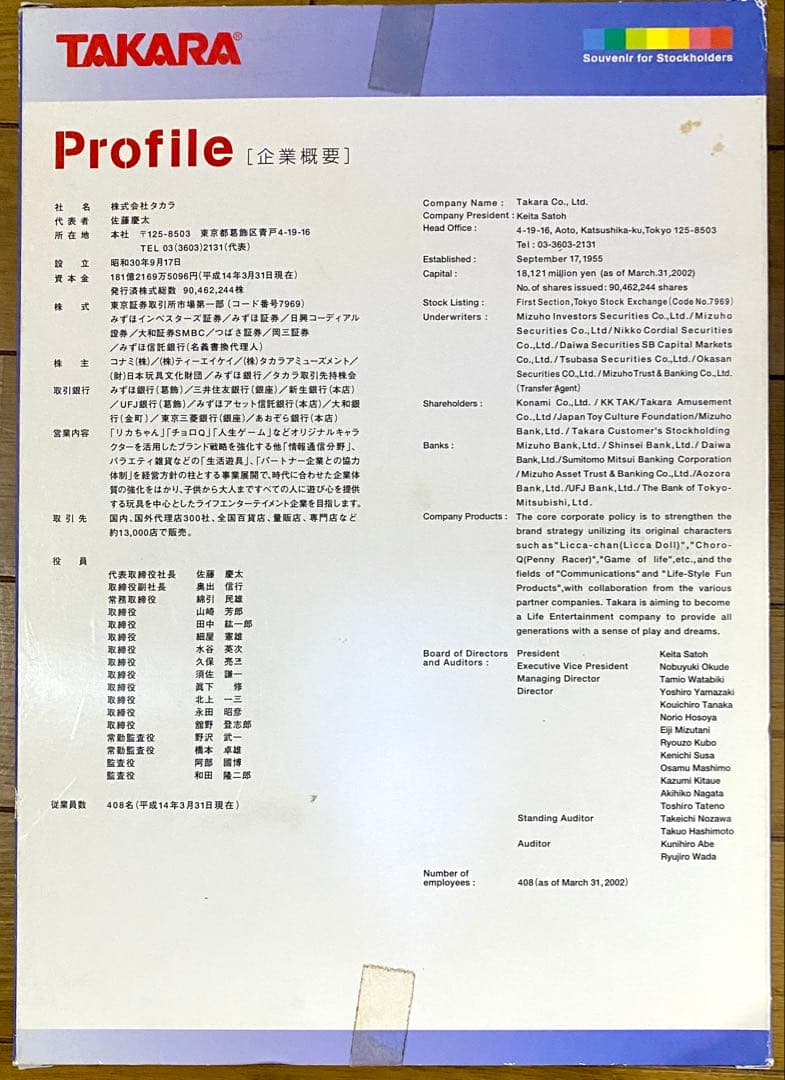 TAKARA®
Souvenir for Stockholders
Profile [企業概要]
社名 株式会社タカラ
代表者 佐藤慶太
所在地 本社 〒125-8503 東京都葛飾区青戸4-19-16
TEL 03(3603)2131(代表)
設立 昭和30年9月17日
資本金 181億2169万5096円(平成14年3月31日現在)
発行済株式総数 90,462,244株
株式 東京証券取引所市場第一部(コード番号7969)
みずほインベスターズ証券/みずほ証券/日興コーディアル
証券/大和証券SMBC/つばさ証券/岡三証券
/みずほ信託銀行(名義書換代理人)
株主 コナミ(株)/(株)ティーエイケイ/(株)タカラアミューズメント/
(財)日本玩具文化財団/みずほ銀行/タカラ取引先持株会
取引銀行 みずほ銀行(葛飾)/三井住友銀行(銀座)/新生銀行(本店)
/UFJ銀行(葛飾)/みずほアセット信託銀行(本店)/大和銀
行(金町)/東京三菱銀行(銀座)/あおぞら銀行(本店)
営業内容 「リカちゃん」「チョロQ」「人生ゲーム」などオリジナルキャラ
クターを活用したブランド戦略を強化する他「情報通信分野」、
バラエティ雑貨などの「生活遊具」、「パートナー企業との協力
体制」を経営方針の柱とする事業展開で、時代に合わせた企業体
質の強化をはかり、子供から大人まですべての人に遊び心を提供
する玩具を中心としたライフエンターテイメント企業を目指します。
取引先 国内、国外代理店300社、全国百貨店、量販店、専門店など
約13,000店で販売。
役員
代表取締役社長 佐藤 慶太
取締役副社長 奥出 信行
常務取締役 綿引 民雄
取締役 山崎 芳郎
取締役 田中 紘一郎
取締役 細屋 憲雄
取締役 水谷 英次
取締役 久保 亮三
取締役 須佐 謙一
取締役 眞下 修
取締役 北上 一三
取締役 永田 昭彦
取締役 舘野 登志郎
常勤監査役 野沢 武一
常勤監査役 橋本 卓雄
監査役 阿部 國博
監査役 和田 隆二郎
従業員数 408名(平成14年3月31日現在)
Company Name : Takara Co., Ltd.
Company President : Keita Satoh
Head Office : 4-19-16, Aoto, Katsushika-ku,Tokyo 125-8503
Tel : 03-3603-2131
Established : September 17,1955
Capital : 18,121 million yen (as of March.31,2002)
No. of shares issued: 90,462,244 shares
Stock Listing : First Section,Tokyo Stock Exchange (Code No.7969)
Underwriters : Mizuho Investors Securities Co.,Ltd./Mizuho
Securities Co.,Ltd/Nikko Cordial Securities
Co.,Ltd./Daiwa Securities SB Capital Markets
Co.,Ltd./Tsubasa Securities Co.,Ltd./Okasan
Securities CO.,Ltd./ MizuhoTrust & Banking Co.,Ltd.
(Transfer Agent)
Shareholders : Konami Co.,Ltd. / KK TAK/Takara Amusement
Co.,Ltd /Japan Toy Culture Foundation/Mizuho
Bank,Ltd./ Takara Customer's Stockholding
Banks : Mizuho Bank,Ltd./Shinsei Bank,Ltd./ Daiwa
Bank,Ltd./Sumitomo Mitsui Banking Corporation
/Mizuho Asset Trust & Banking Co.,Ltd./Aozora
Bank,Ltd./UFJ Bank,Ltd./The Bank of Tokyo-
Mitsubishi,Ltd.
Company Products : The core corporate policy is to strengthen the
brand strategy unilizing its original characters
such as"Licca-chan(Licca Doll)","Choro-
Q(Penny Racer)","Game of life",etc.,and the
fields of "Communications" and "Life-Style Fun
Products",with collaboration from the various
partner companies. Takara is aiming to become
a Life Entertainment company to provide all
generations with a sense of play and dreams.
Board of Directors and Auditors : President Keita Satoh
Executive Vice President Nobuyuki Okude
Managing Director Tamio Watabiki
Director Yoshiro Yamazaki
Kouichiro Tanaka
Norio Hosoya
Eiji Mizutani
Ryouzo Kubo
Kenichi Susa
Osamu Mashimo
Kazumi Kitaue
Akihiko Nagata
Toshiro Tateno
Standing Auditor Takeichi Nozawa
Takuo Hashimoto
Auditor Kunihiro Abe
Ryujiro Wada
Number of
employees : 408(as of March 31,2002)